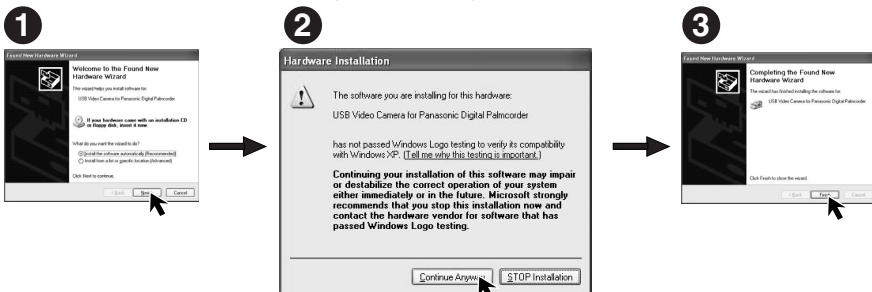 1
Found New Hardware Wizard
Welcome to the Found New
Hardware Wizard
This wizard helps you install software for:
USB Video Camera for Panasonic Digital Palmcorder
If your hardware came with an installation CD
or floppy disk, insert it now.
What do you want the wizard to do?
Install the software automatically (Recommended)
Install from a list or specific location (Advanced)
Click Next to continue.
< Back
Cancel
2
Hardware Installation
The software you are installing for this hardware:
USB Video Camera for Panasonic Digital Palmcorder
has not passed Windows Logo testing to verify its compatibility
with Windows XP. (Tell me why this testing is important.)
Continuing your installation of this software may impair
or destabilize the correct operation of your system
either immediately or in the future. Microsoft strongly
recommends that you stop this installation now and
contact the hardware vendor for software that has
passed Windows Logo testing.
Continue Anyway
STOP Installation
3
Found New Hardware Wizard
Completing the Found New
Hardware Wizard
The wizard has finished installing the software for:
USB Video Camera for Panasonic Digital Palmcorder
Click Finish to close the wizard.
< Back
Finish
Cancel